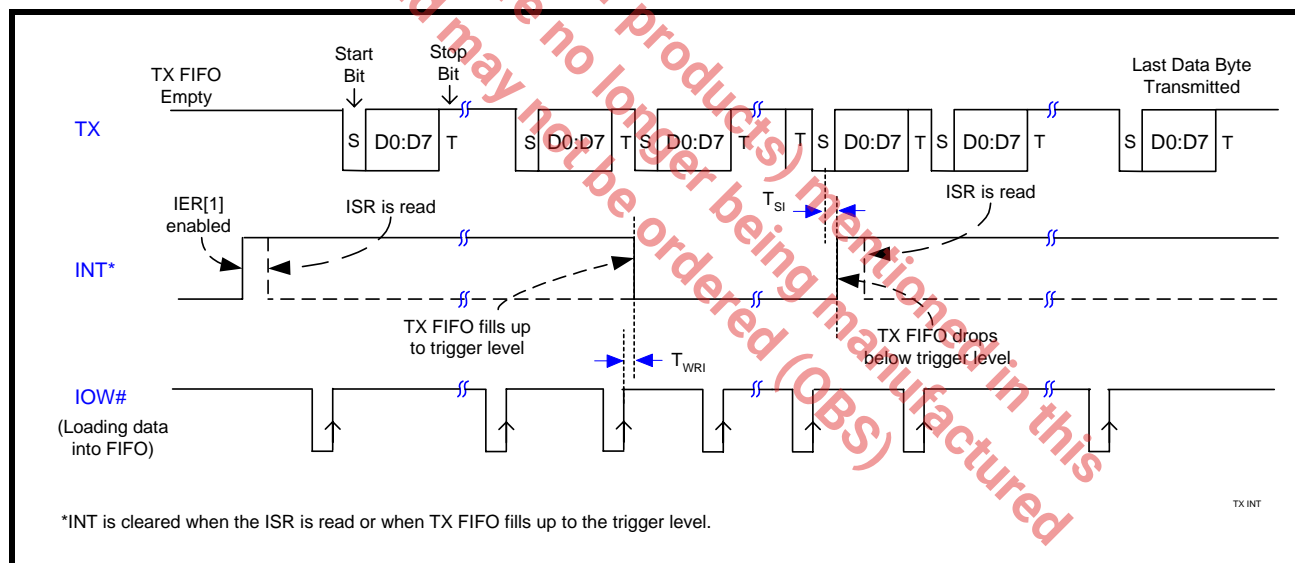 products) mentioned in this
no longer being manufactured
may not be ordered (OBS)
TX FIFO
Empty
Start
Bit
Stop
Bit
Last Data Byte
Transmitted
TX
S D0:D7 T S D0:D7 T S D0:D7 T T S D0:D7 T S D0:D7 T S D0:D7 T
IER[1]
enabled
ISR is read
TSI
ISR is read
INT*
TX FIFO fills up
to trigger level
TX FIFO drops
below trigger level
TWRI
IOW#
(Loading data
into FIFO)
*INT is cleared when the ISR is read or when TX FIFO fills up to the trigger level.
TX INT